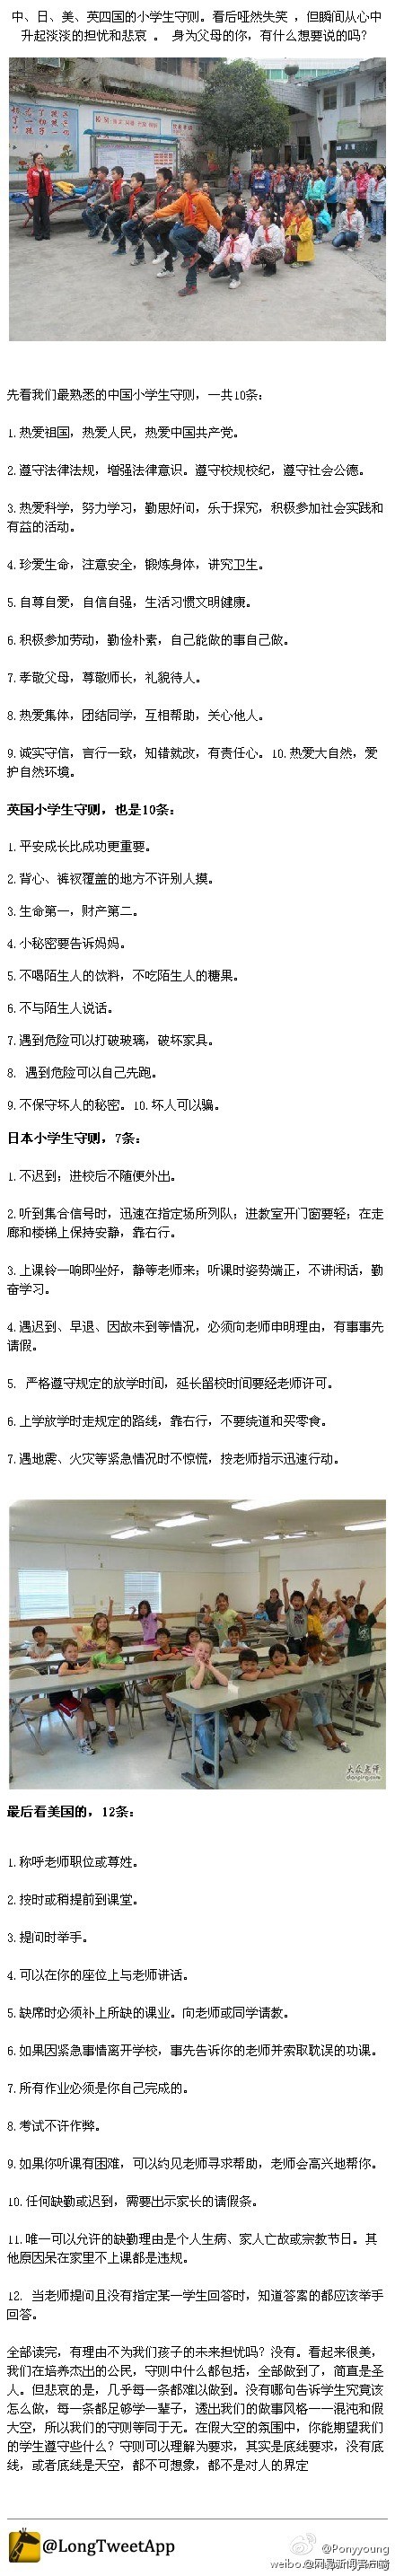 中、日、美、英四国的小学生守则。看后哑然失笑 ，但瞬间从心中
升起淡淡的担忧和悲哀 。 身为父母的你，有什么想要说的吗？
先看我们最熟悉的中国小学生守则，一共10条：
1.热爱祖国，热爱人民，热爱中国共产党。
2.遵守法律法规，增强法律意识。遵守校规校纪，遵守社会公德。
3.热爱科学，努力学习，勤思好问，乐于探究，积极参加社会实践和
有益的活动。
4.珍爱生命，注意安全，锻炼身体，讲究卫生。
5.自尊自爱，自信自强，生活习惯文明健康。
6.积极参加劳动，勤俭朴素，自己能做的事自己做。
7.孝敬父母，尊敬师长，礼貌待人。
8.热爱集体，团结同学，互相帮助，关心他人。
9.诚实守信，言行一致，知错就改，有责任心。10.热爱大自然，爱
护自然环境。
英国小学生守则，也是10条：
1.平安成长比成功更重要。
2.背心、裤衩覆盖的地方不许别人摸。
3.生命第一，财产第二。
4.小秘密要告诉妈妈。
5.不喝陌生人的饮料，不吃陌生人的糖果。
6.不与陌生人说话。
7.遇到危险可以打破玻璃，破坏家具。
8. 遇到危险可以自己先跑。
9.不保守坏人的秘密。10.坏人可以骗。
日本小学生守则，7条：
1.不迟到；进校后不随便外出。
2.听到集合信号时，迅速在指定场所列队；进教室开门窗要轻；在走
廊和楼梯上保持安静，靠右行。
3.上课铃一响即坐好，静等老师来；听课时姿势端正，不讲闲话，勤
奋学习。
4.遇迟到、早退、因故未到等情况，必须向老师申明理由，有事事先
请假。
5. 严格遵守规定的放学时间，延长留校时间要经老师许可。
6.上学放学时走规定的路线，靠右行，不要绕道和买零食。
7.遇地震、火灾等紧急情况时不惊慌，按老师指示迅速行动。
大众点评
dianping.com
最后看美国的，12条：
1.称呼老师职位或尊姓。
2.按时或稍提前到课堂。
3.提问时举手。
4.可以在你的座位上与老师讲话。
5.缺席时必须补上所缺的课业。向老师或同学请教。
6.如果因紧急事情离开学校，事先告诉你的老师并索取耽误的功课。
7.所有作业必须是你自己完成的。
8.考试不许作弊。
9.如果你听课有困难，可以约见老师寻求帮助，老师会高兴地帮你。
10.任何缺勤或迟到，需要出示家长的请假条。
11.唯一可以允许的缺勤理由是个人生病、家人亡故或宗教节日。其
他原因呆在家里不上课都是违规。
12. 当老师提问且没有指定某一学生回答时，知道答案的都应该举手
回答。
全部读完，有理由不为我们孩子的未来担忧吗？没有。看起来很美，
我们在培养杰出的公民，守则中什么都包括，全部做到了，简直是圣
人。但悲哀的是，几乎每一条都难以做到。没有哪句告诉学生究竟该
怎么做，每一条都足够学一辈子，透出我们的做事风格——混沌和假
大空，所以我们的守则等同于无。在假大空的氛围中，你能期望我们
的学生遵守些什么？守则可以理解为要求，其实是底线要求，没有底
线，或者底线是天空，都不可想象，都不是对人的界定
@LongTweetApp
@Ponyyoung